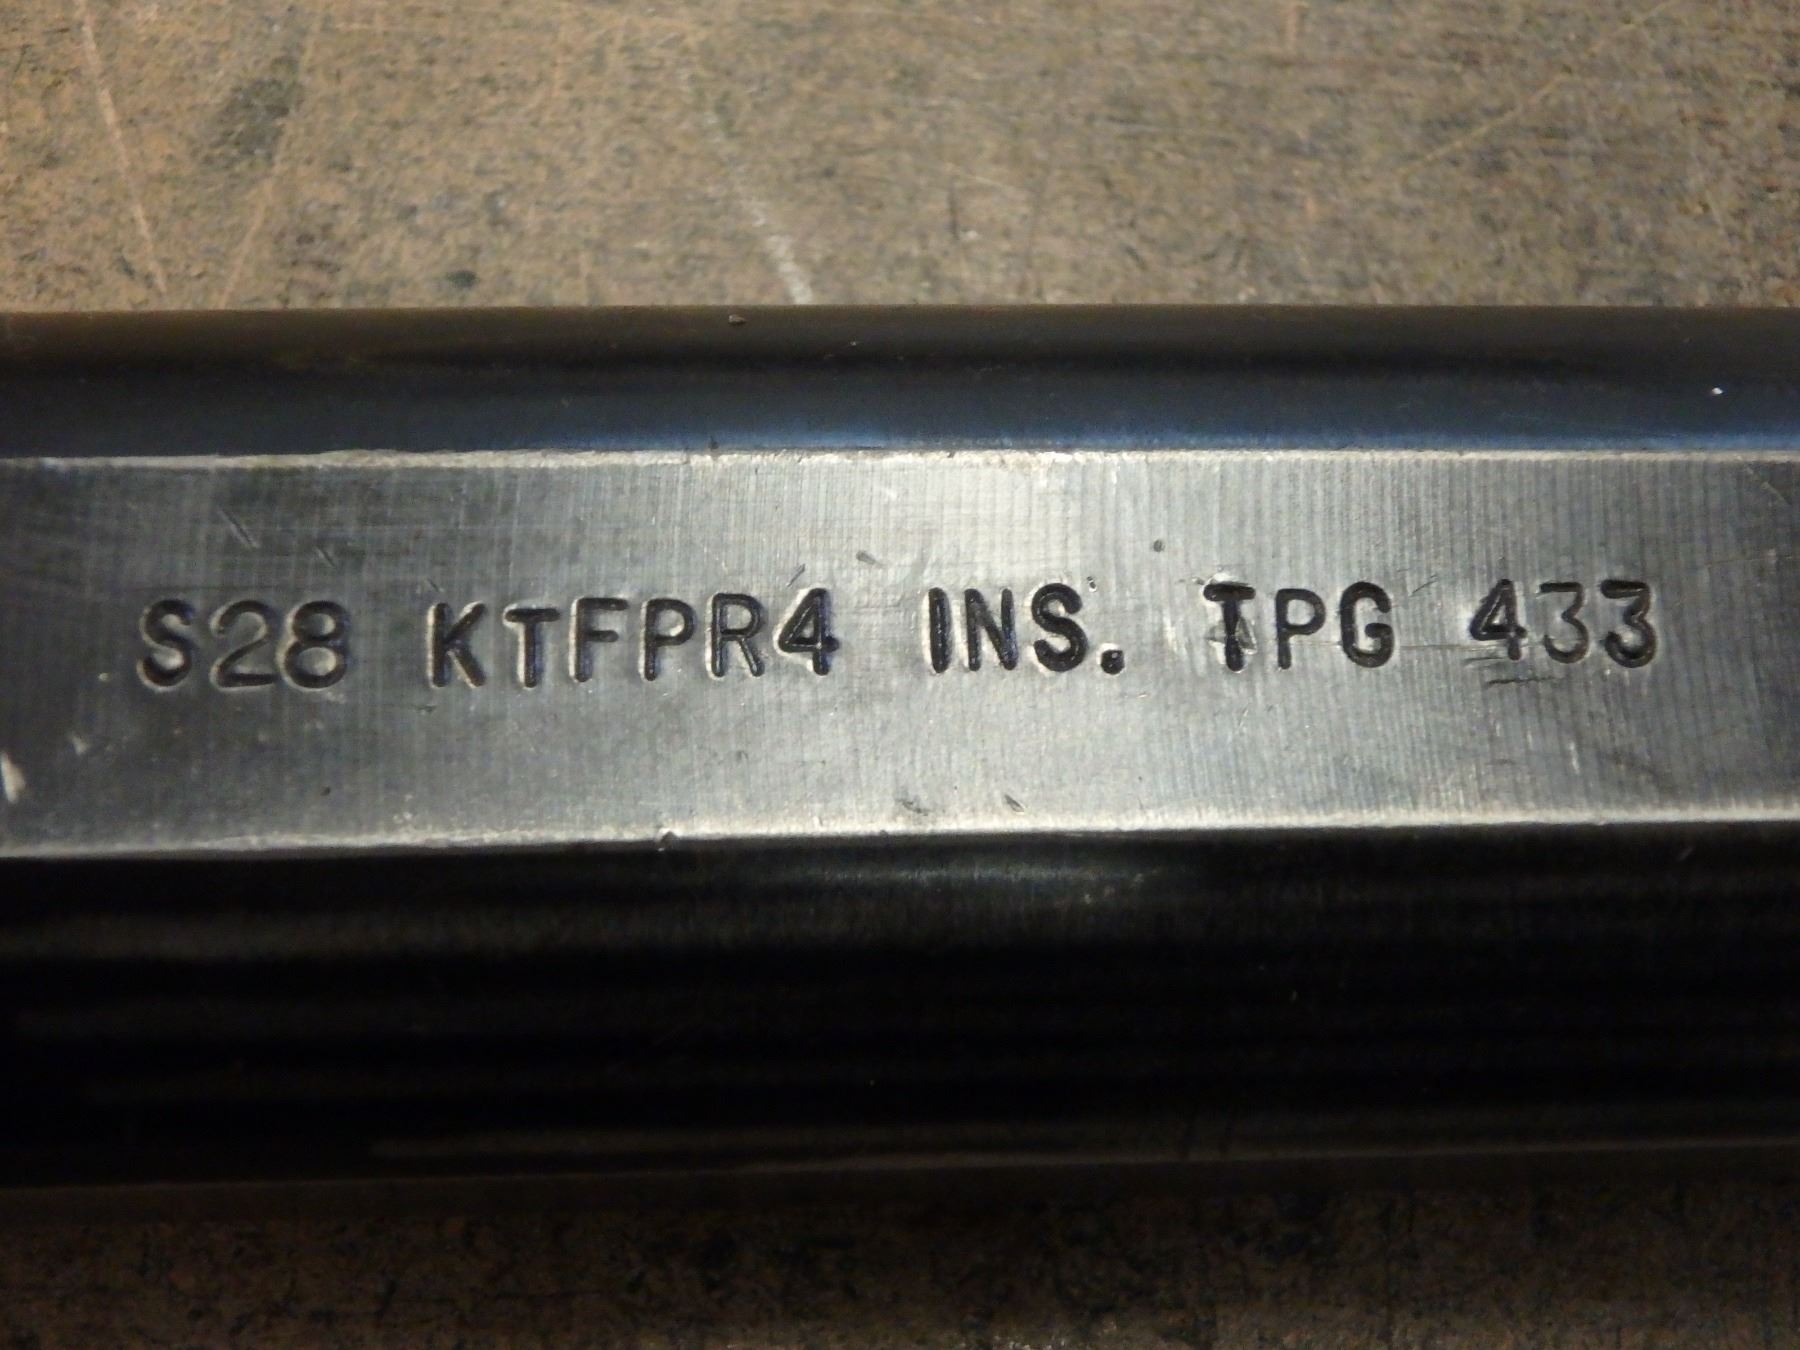 S28 KTFPR4 INS. TPG 433